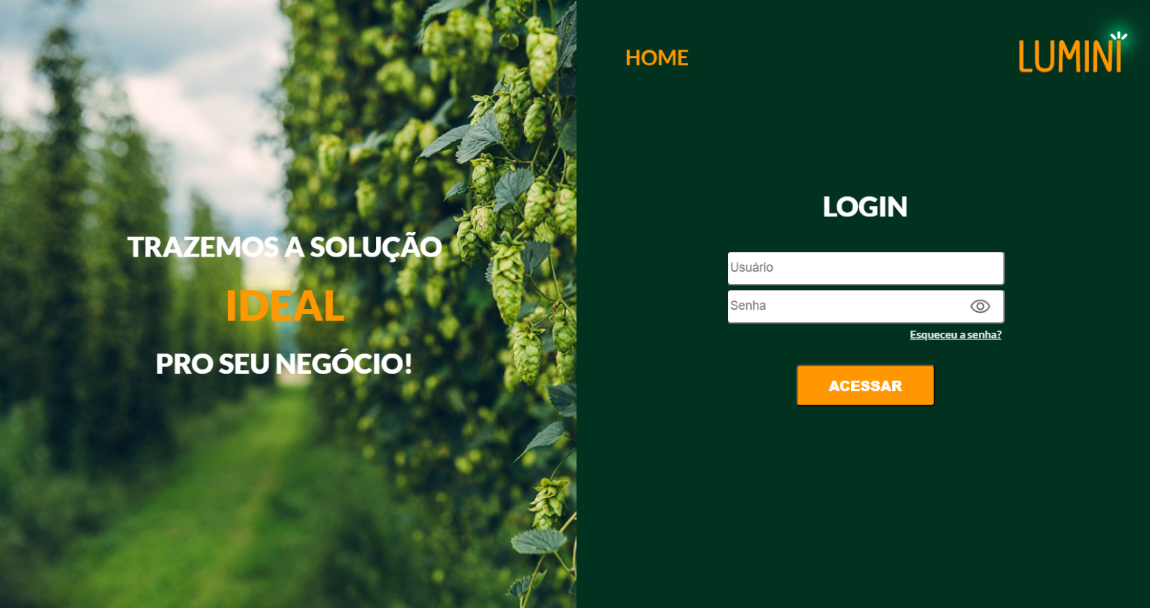 TRAZEMOS A SOLUÇÃO
IDEAL
PRO SEU NEGÓCIO!
HOME
LUMINI
LOGIN
Usuário
Senha
Esqueceu a senha?
ACESSAR